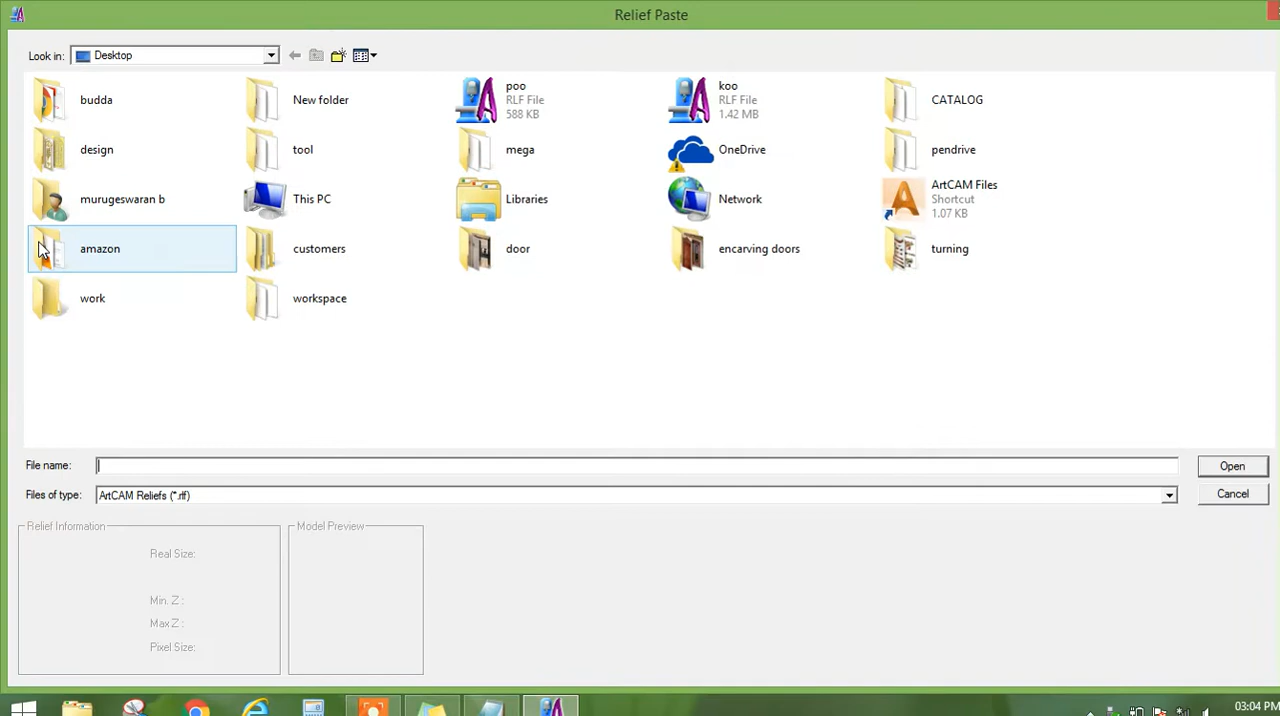 Relief Paste
Look in:
Desktop
budda
New folder
poo
RLF File
588 KB
koo
RLF File
1.42 MB
CATALOG
design
tool
mega
OneDrive
pendrive
murugeswaran b
This PC
Libraries
Network
ArtCAM Files
Shortcut
1.07 KB
amazon
customers
door
encarving doors
turning
work
workspace
File name:
Open
Files of type:
ArtCAM Reliefs (*.rlf)
Cancel
Relief Information
Model Preview
Real Size:
Min. Z :
Max Z :
Pixel Size:
03:04 PM